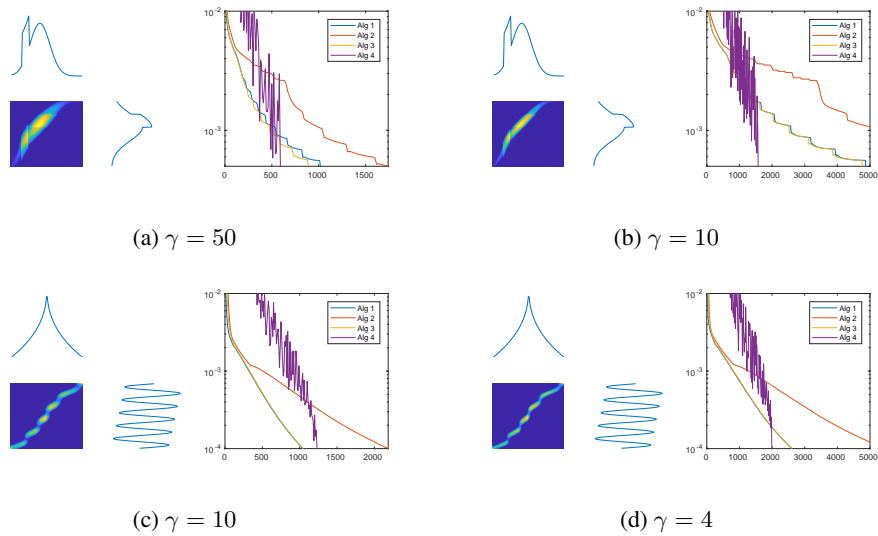 10^-2
10^-3
0
500
1000
1500
Alg 1
Alg 2
Alg 3
Alg 4
(a) γ = 50
10^-2
10^-3
0
1000
2000
3000
4000
5000
Alg 1
Alg 2
Alg 3
Alg 4
(b) γ = 10
10^-2
10^-3
10^-4
0
500
1000
1500
2000
Alg 1
Alg 2
Alg 3
Alg 4
(c) γ = 10
10^-2
10^-3
10^-4
0
1000
2000
3000
4000
5000
Alg 1
Alg 2
Alg 3
Alg 4
(d) γ = 4